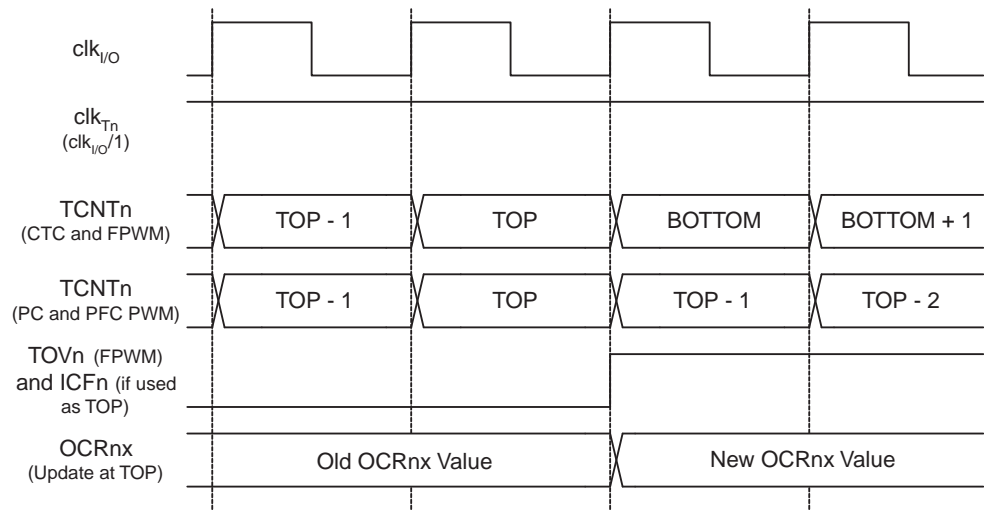 clkI/O
clkTn
(clkI/O/1)
TCNTn
(CTC and FPWM)
TOP - 1 TOP BOTTOM BOTTOM + 1
TCNTn
(PC and PFC PWM)
TOP - 1 TOP TOP - 1 TOP - 2
TOVn (FPWM)
and ICFn (if used
as TOP)
OCRnx
(Update at TOP)
Old OCRnx Value New OCRnx Value